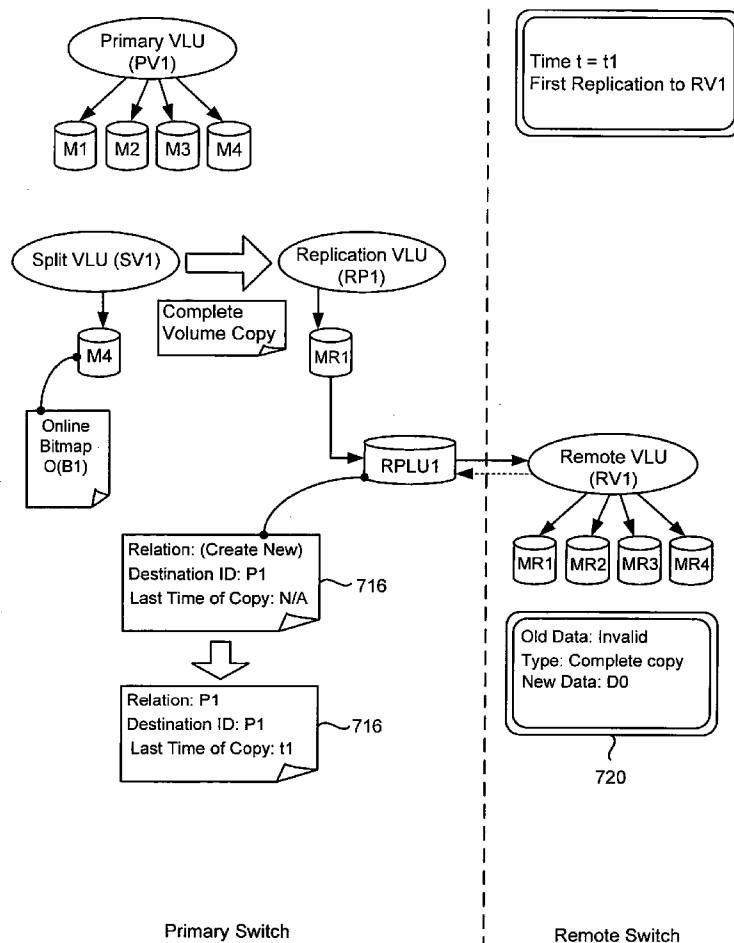 Primary VLU
(PV1)
M1
M2
M3
M4
Time t = t1
First Replication to RV1
Split VLU (SV1)
Replication VLU
(RP1)
Complete
Volume Copy
M4
MR1
Online
Bitmap
O(B1)
RPLU1
Remote VLU
(RV1)
MR1
MR2
MR3
MR4
Relation: (Create New)
Destination ID: P1
Last Time of Copy: N/A
716
Old Data: Invalid
Type: Complete copy
New Data: D0
720
Relation: P1
Destination ID: P1
Last Time of Copy: t1
716
Primary Switch
Remote Switch